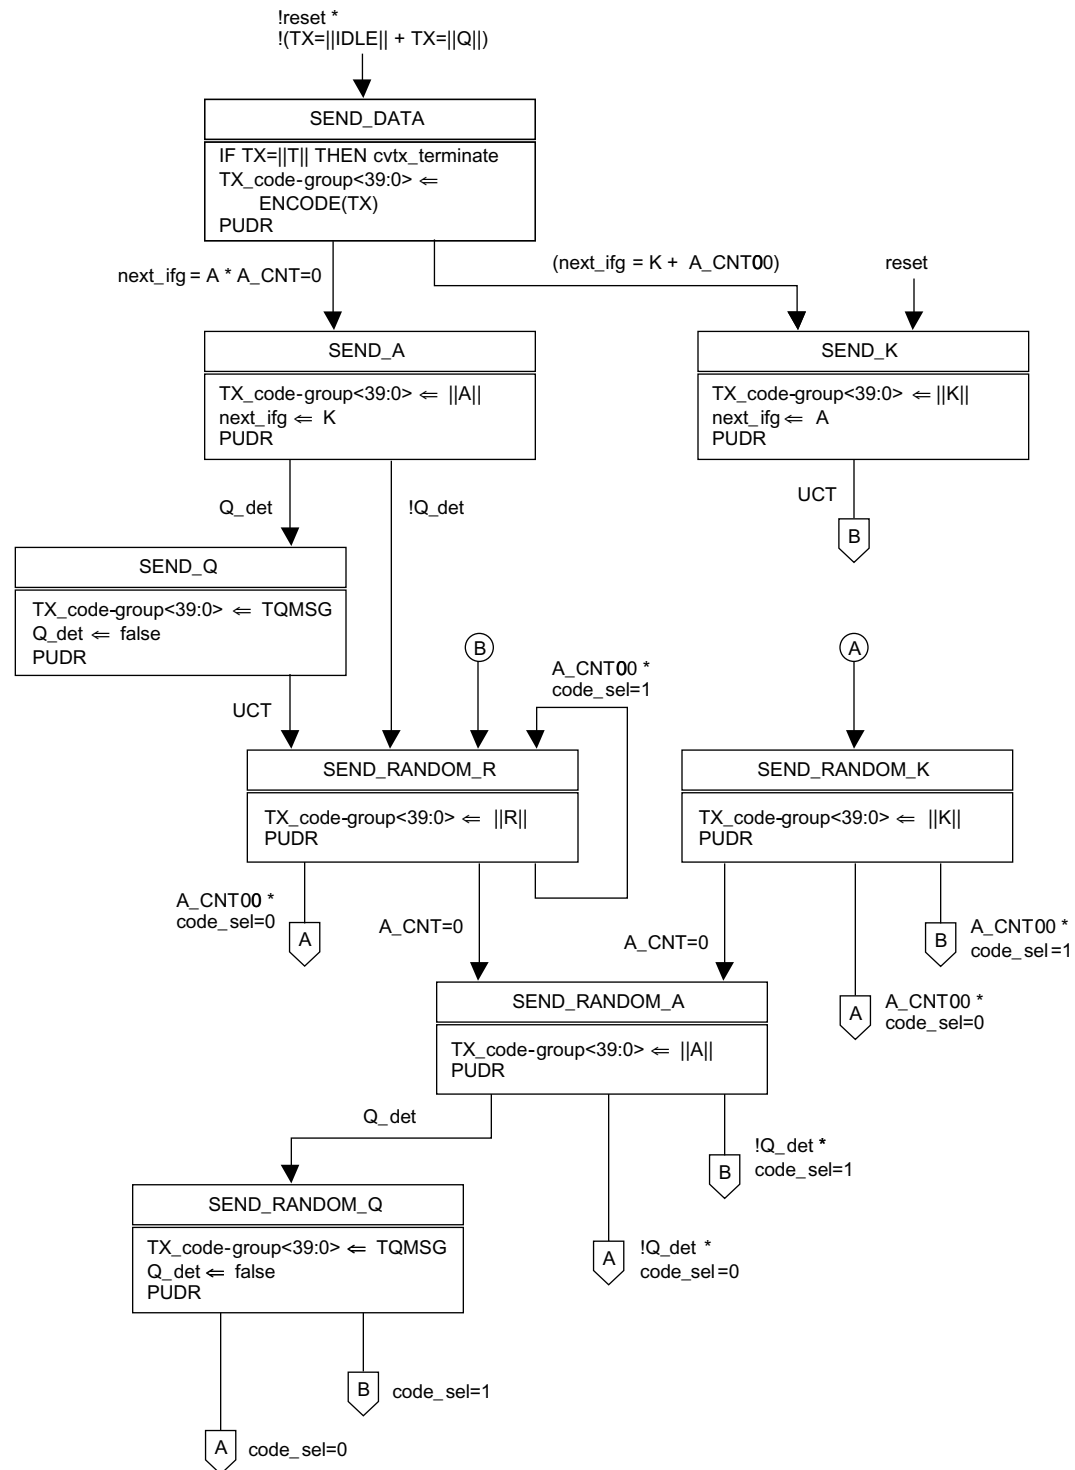 !reset *
!(TX=||IDLE|| + TX=||Q||)
SEND_DATA
IF TX=||T|| THEN cvtx_terminate
TX_code-group<39:0> ⇐
ENCODE(TX)
PUDR
next_ifg = A * A_CNT=0
(next_ifg = K + A_CNT00)
reset
SEND_A
TX_code-group<39:0> ⇐ ||A||
next_ifg ⇐ K
PUDR
SEND_K
TX_code-group<39:0> ⇐ ||K||
next_ifg ⇐ A
PUDR
Q_det
!Q_det
UCT
B
SEND_Q
TX_code-group<39:0> ⇐ TQMSG
Q_det ⇐ false
PUDR
UCT
B
A_CNT00 *
code_sel=1
A
SEND_RANDOM_R
TX_code-group<39:0> ⇐ ||R||
PUDR
SEND_RANDOM_K
TX_code-group<39:0> ⇐ ||K||
PUDR
A_CNT00 *
code_sel=0
A
A_CNT=0
A_CNT=0
B
A_CNT00 *
code_sel=1
A
A_CNT00 *
code_sel=0
SEND_RANDOM_A
TX_code-group<39:0> ⇐ ||A||
PUDR
Q_det
B
!Q_det *
code_sel=1
A
!Q_det *
code_sel=0
SEND_RANDOM_Q
TX_code-group<39:0> ⇐ TQMSG
Q_det ⇐ false
PUDR
B
code_sel=1
A
code_sel=0